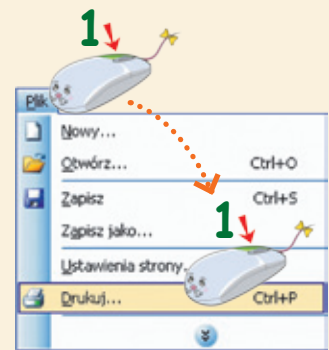 1
Plik
Nowy...
Otwórz... Ctrl+O
Zapisz Ctrl+S
Zapisz jako...
1
Ustawienia strony.
Drukuj... Ctrl+P